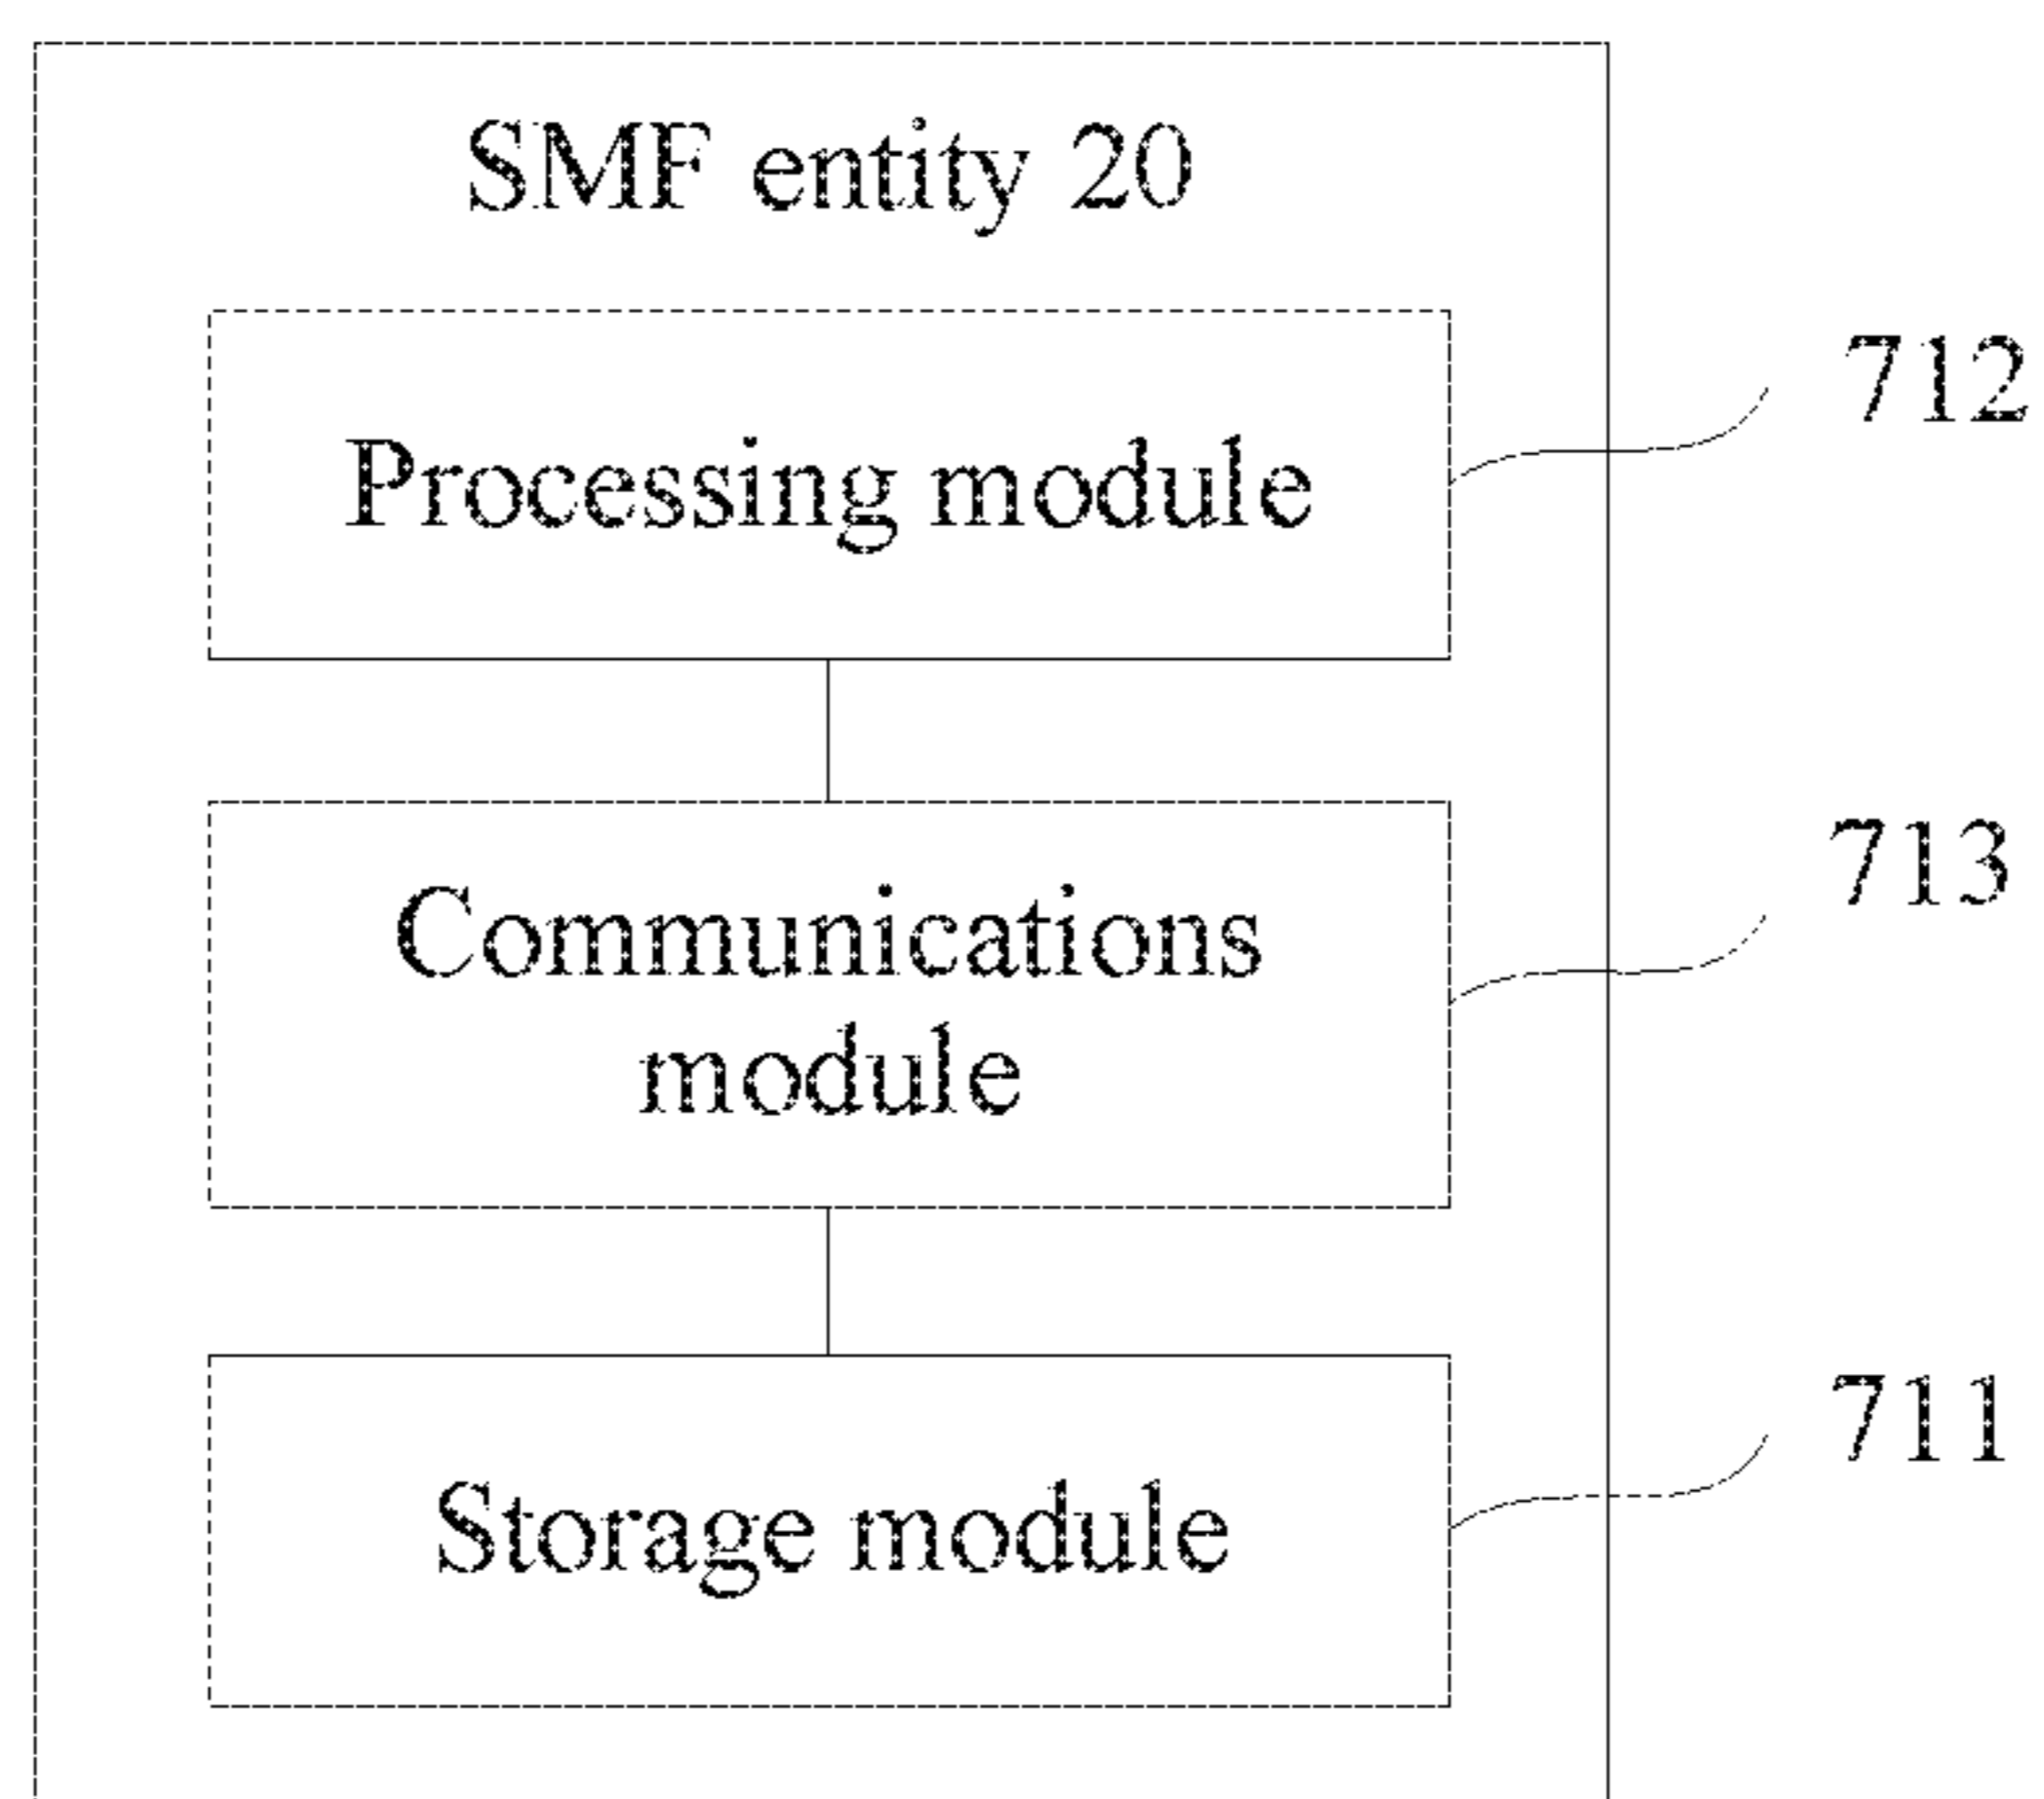 SMF entity 20
712
Processing module
713
Communications
module
711
Storage module